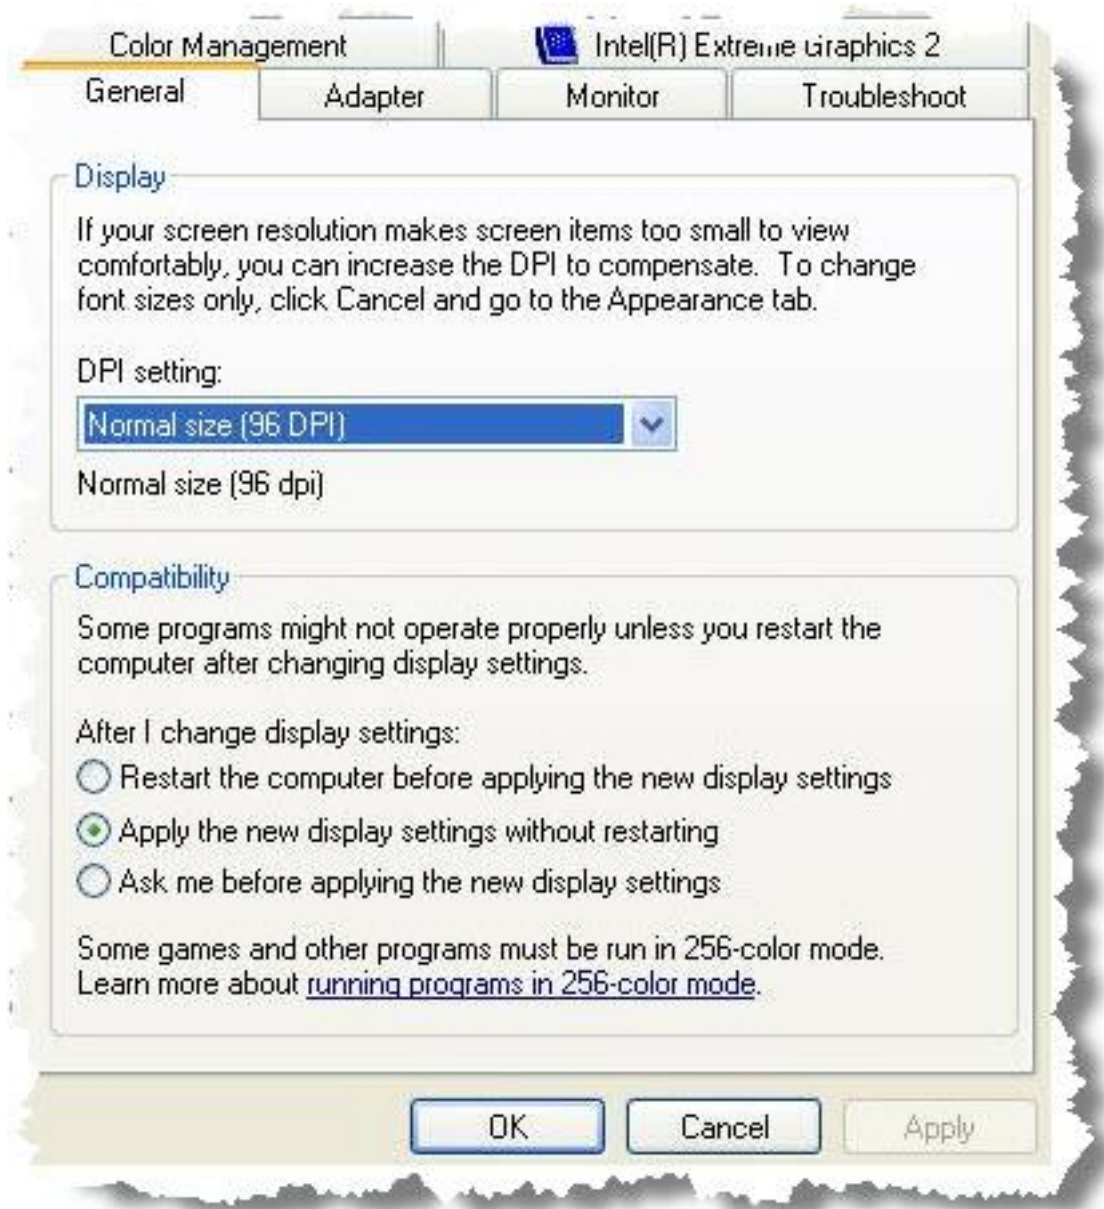 Color Management
Intel(R) Extreme Graphics 2
General
Adapter
Monitor
Troubleshoot
Display
If your screen resolution makes screen items too small to view
comfortably, you can increase the DPI to compensate.  To change
font sizes only, click Cancel and go to the Appearance tab.
DPI setting:
Normal size (96 DPI)
Normal size (96 dpi)
Compatibility
Some programs might not operate properly unless you restart the
computer after changing display settings.
After I change display settings:
Restart the computer before applying the new display settings
Apply the new display settings without restarting
Ask me before applying the new display settings
Some games and other programs must be run in 256-color mode.
Learn more about running programs in 256-color mode.
OK
Cancel
Apply